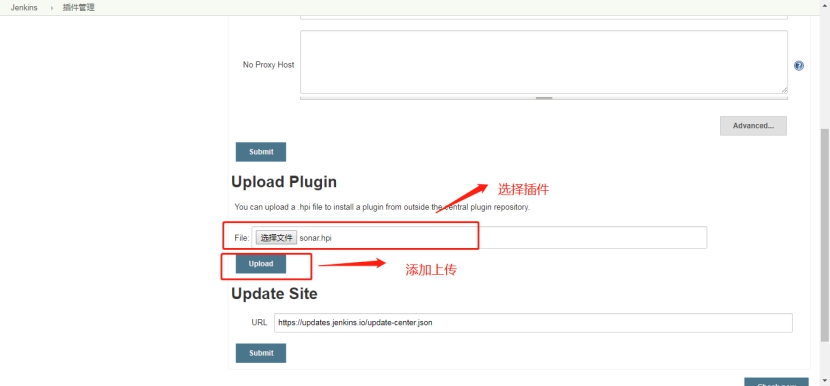 Jenkins › 插件管理
No Proxy Host
Advanced...
Submit
Upload Plugin
选择插件
You can upload a .hpi file to install a plugin from outside the central plugin repository.
File: 选择文件 sonar.hpi
Upload
添加上传
Update Site
URL https://updates.jenkins.io/update-center.json
Submit
Check now